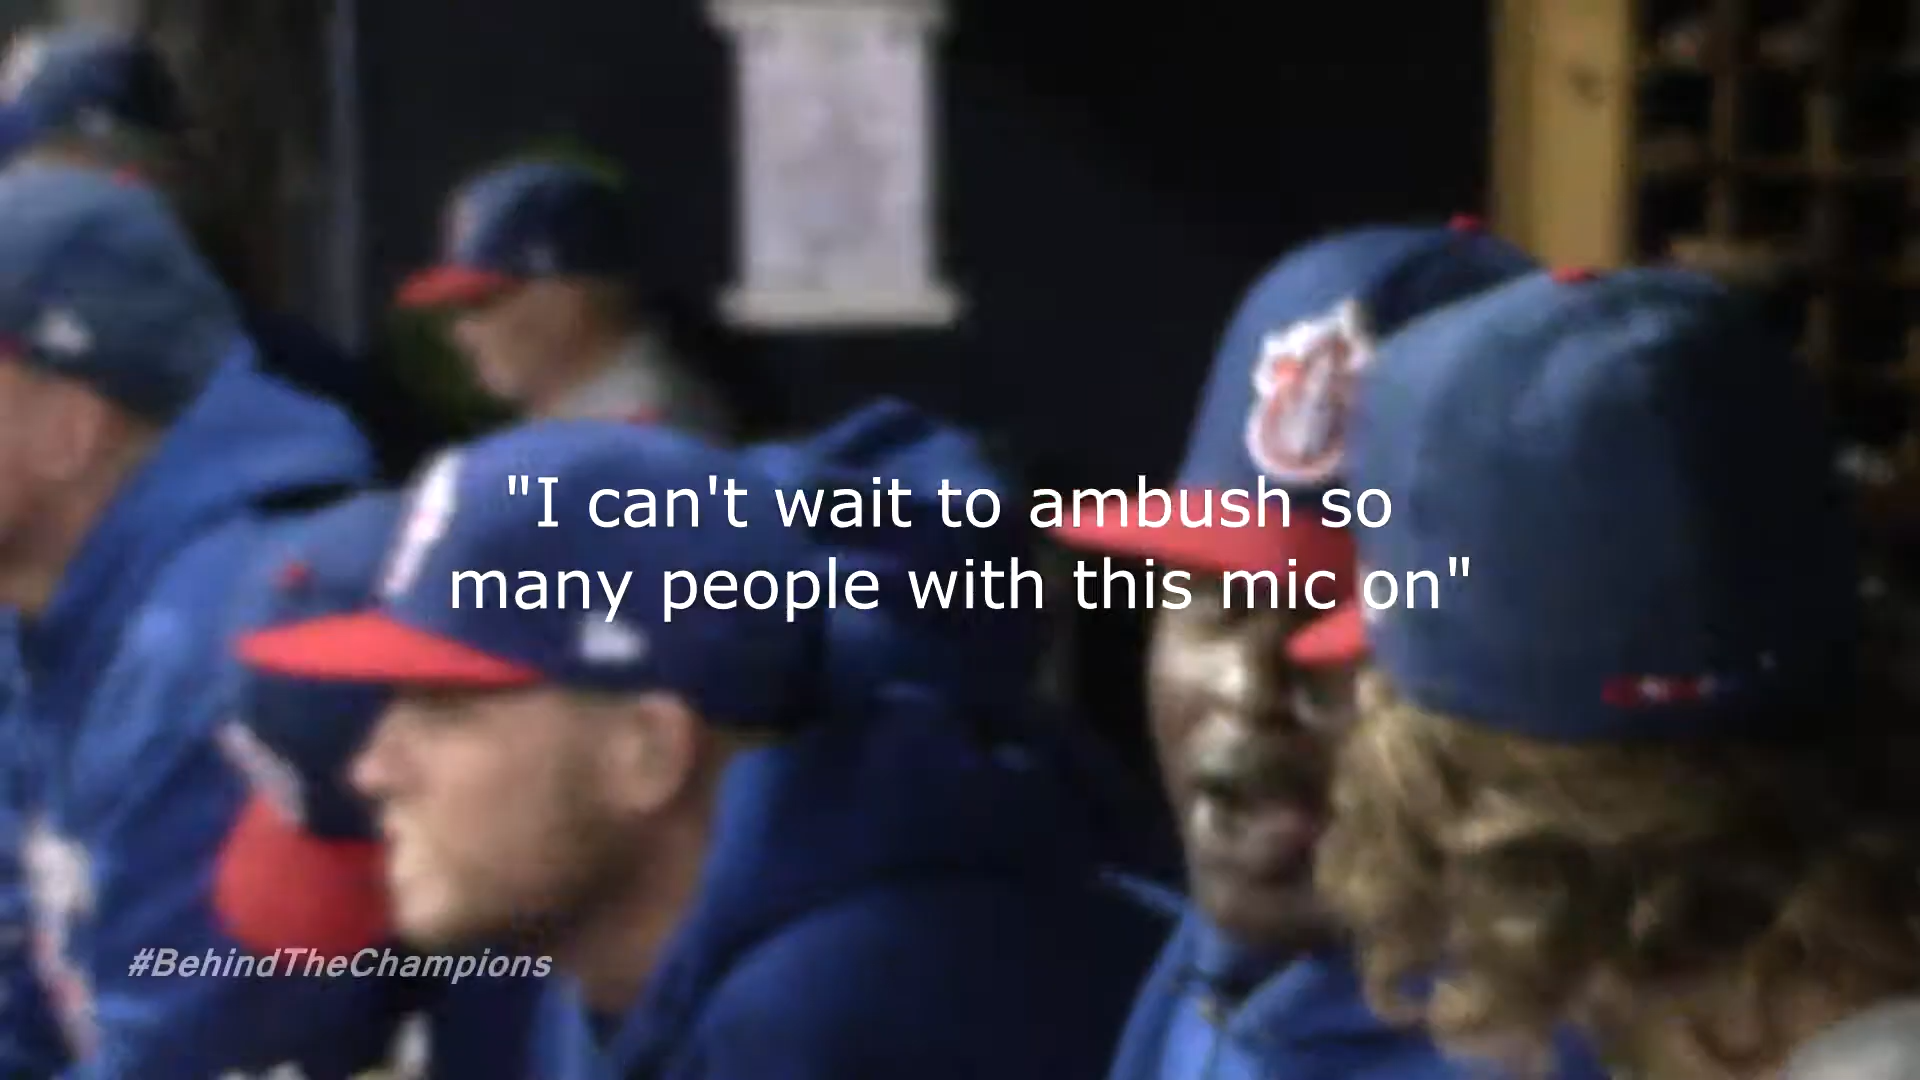 "I can't wait to ambush so
many people with this mic on"
#BehindTheChampions